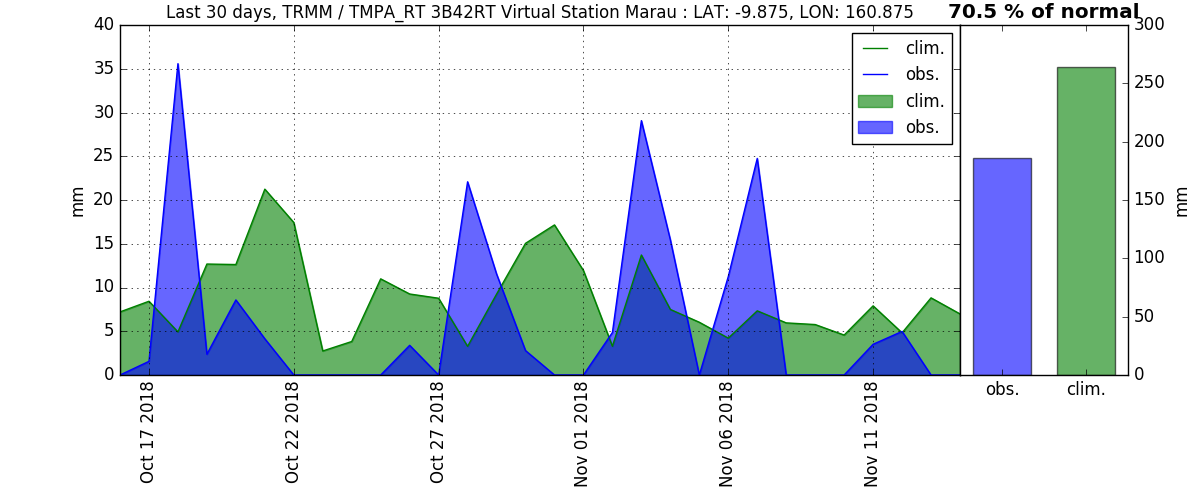 Last 30 days, TRMM / TMPA_RT 3B42RT Virtual Station Marau : LAT: -9.875, LON: 160.875
70.5 % of normal
40
35
30
25
20
15
10
5
0
mm
clim.
obs.
clim.
obs.
Oct 17 2018
Oct 22 2018
Oct 27 2018
Nov 01 2018
Nov 06 2018
Nov 11 2018
300
250
200
150
100
50
0
mm
obs.
clim.